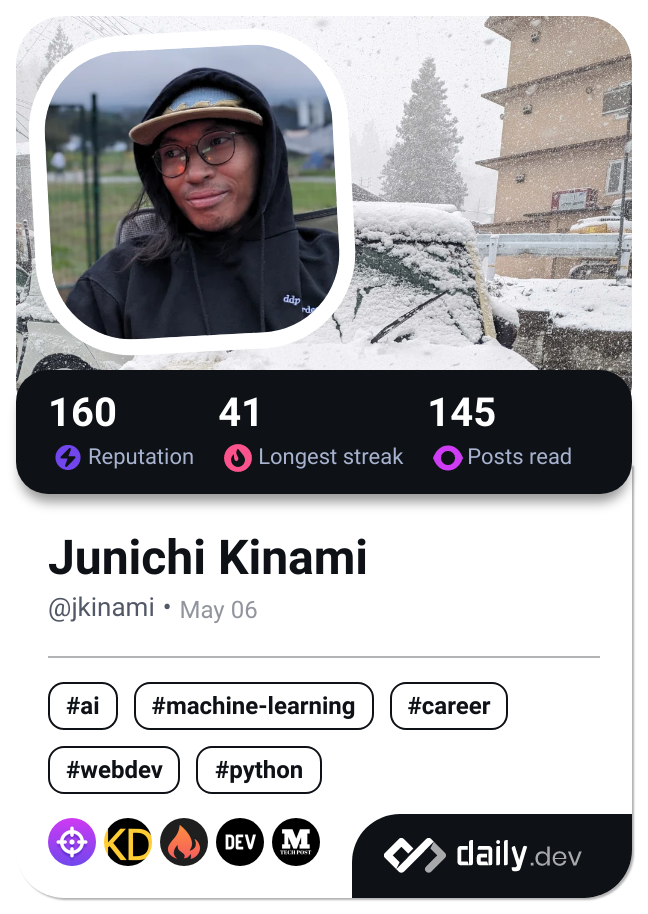 ddp
160 41 145
Reputation Longest streak Posts read
Junichi Kinami
@jkinami • May 06
#ai #machine-learning #career
#webdev #python
KD DEV M
TECH POST
daily.dev